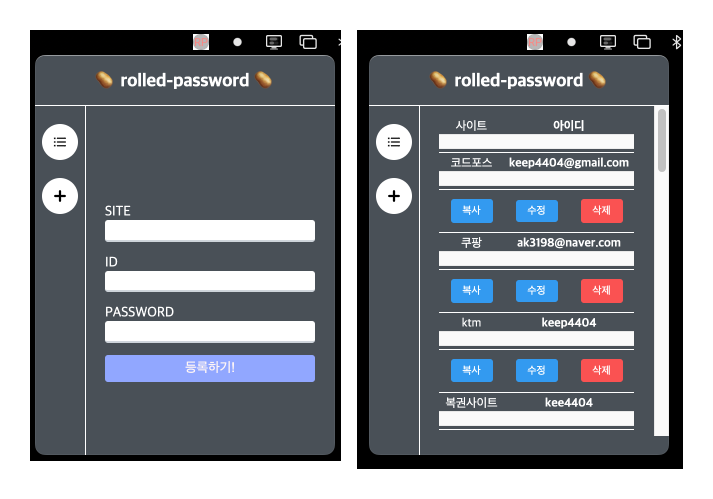 rolled-password
SITE
ID
PASSWORD
등록하기!
rolled-password
사이트 아이디
코드포스 keep4404@gmail.com
복사 수정 삭제
쿠팡 ak3198@naver.com
복사 수정 삭제
ktm keep4404
복사 수정 삭제
복권사이트 kee4404